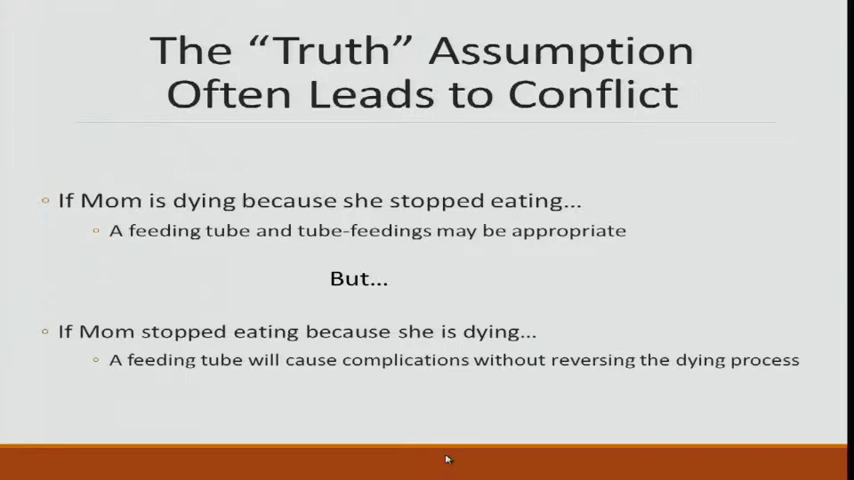 The “Truth” Assumption
Often Leads to Conflict
If Mom is dying because she stopped eating...
A feeding tube and tube-feedings may be appropriate
But...
If Mom stopped eating because she is dying...
A feeding tube will cause complications without reversing the dying process